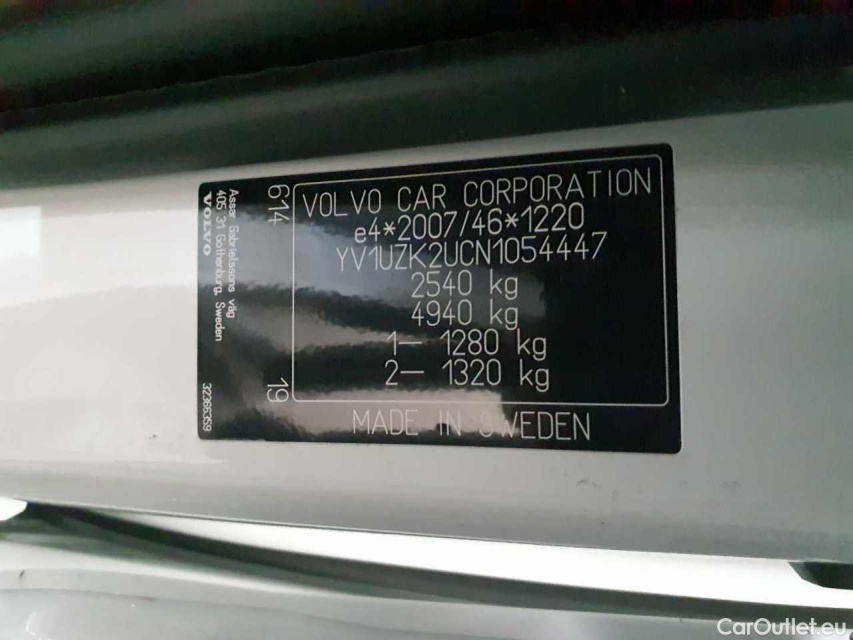 VOLVO CAR CORPORATION
e4*2007/46*1220
YV1UZK2UCN1054447
2540 kg
4940 kg
1— 1280 kg
2— 1320 kg
MADE IN SWEDEN
614
19
Assar Gabrielssons väg
405 31 Gothenburg, Sweden
VOLVO
32366359
CarOutlet.eu